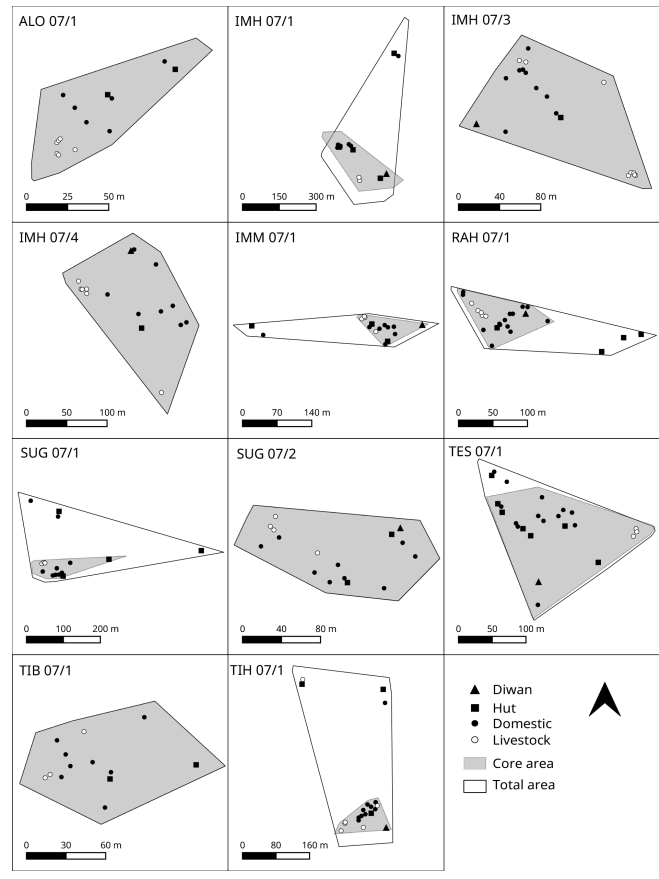 ALO 07/1
0 25 50 m
IMH 07/1
0 150 300 m
IMH 07/3
0 40 80 m
IMH 07/4
0 50 100 m
IMM 07/1
0 70 140 m
RAH 07/1
0 50 100 m
SUG 07/1
0 100 200 m
SUG 07/2
0 40 80 m
TES 07/1
0 50 100 m
TIB 07/1
0 30 60 m
TIH 07/1
0 80 160 m
Diwan
Hut
Domestic
Livestock
Core area
Total area